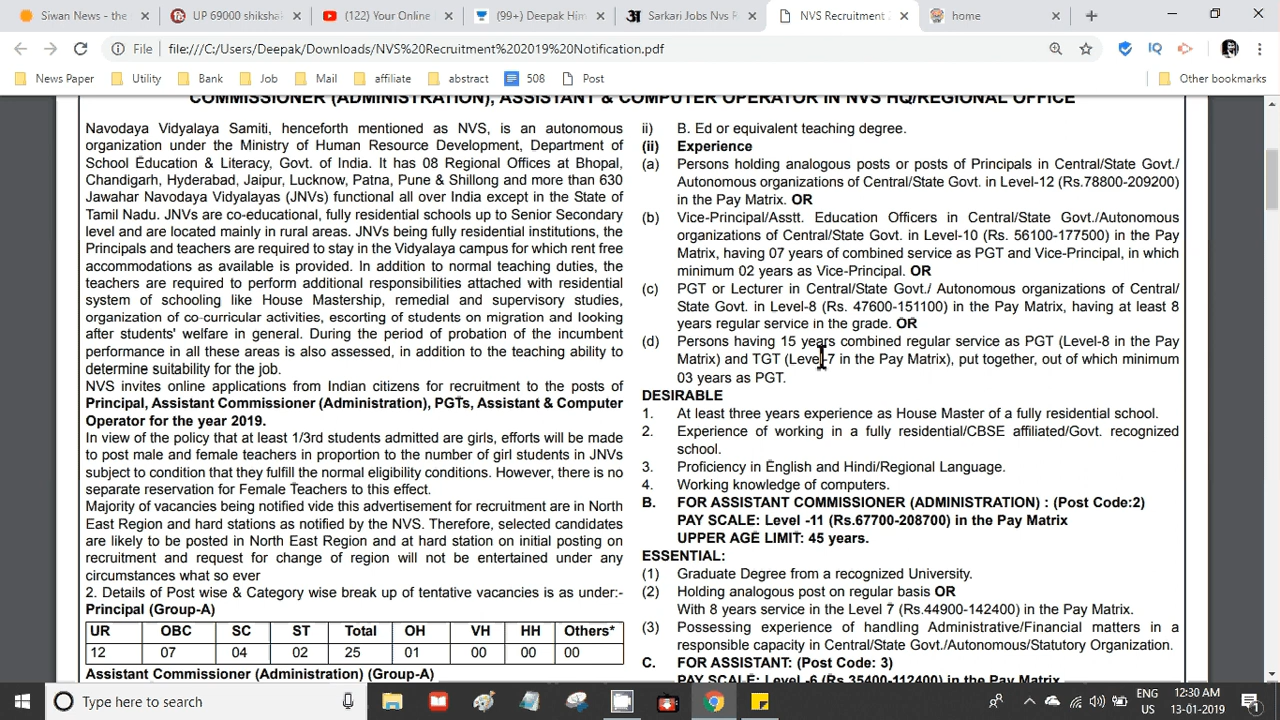 Siwan News - the
UP 69000 shiksha
(122) Your Online
(99+) Deepak Him
Sarkari Jobs Nvs R
NVS Recruitment
home
File
file:///C:/Users/Deepak/Downloads/NVS%20Recruitment%202019%20Notification.pdf
News Paper
Utility
Bank
Job
Mail
affiliate
abstract
508
Post
Other bookmarks
COMMISSIONER (ADMINISTRATION), ASSISTANT & COMPUTER OPERATOR IN NVS HQ/REGIONAL OFFICE
Navodaya Vidyalaya Samiti, henceforth mentioned as NVS, is an autonomous
organization under the Ministry of Human Resource Development, Department of
School Education & Literacy, Govt. of India. It has 08 Regional Offices at Bhopal,
Chandigarh, Hyderabad, Jaipur, Lucknow, Patna, Pune & Shillong and more than 630
Jawahar Navodaya Vidyalayas (JNVs) functional all over India except in the State of
Tamil Nadu. JNVs are co-educational, fully residential schools up to Senior Secondary
level and are located mainly in rural areas. JNVs being fully residential institutions, the
Principals and teachers are required to stay in the Vidyalaya campus for which rent free
accommodations as available is provided. In addition to normal teaching duties, the
teachers are required to perform additional responsibilities attached with residential
system of schooling like House Mastership, remedial and supervisory studies,
organization of co-curricular activities, escorting of students on migration and looking
after students' welfare in general. During the period of probation of the incumbent
performance in all these areas is also assessed, in addition to the teaching ability to
determine suitability for the job.
NVS invites online applications from Indian citizens for recruitment to the posts of
Principal, Assistant Commissioner (Administration), PGTs, Assistant & Computer
Operator for the year 2019.
In view of the policy that at least 1/3rd students admitted are girls, efforts will be made
to post male and female teachers in proportion to the number of girl students in JNVs
subject to condition that they fulfill the normal eligibility conditions. However, there is no
separate reservation for Female Teachers to this effect.
Majority of vacancies being notified vide this advertisement for recruitment are in North
East Region and hard stations as notified by the NVS. Therefore, selected candidates
are likely to be posted in North East Region and at hard station on initial posting on
recruitment and request for change of region will not be entertained under any
circumstances what so ever
2. Details of Post wise & Category wise break up of tentative vacancies is as under:-
Principal (Group-A)
UR OBC SC ST Total OH VH HH Others*
12 07 04 02 25 01 00 00 00
Assistant Commissioner (Administration) (Group-A)
ii) B. Ed or equivalent teaching degree.
(ii) Experience
(a) Persons holding analogous posts or posts of Principals in Central/State Govt./
Autonomous organizations of Central/State Govt. in Level-12 (Rs.78800-209200)
in the Pay Matrix. OR
(b) Vice-Principal/Asstt. Education Officers in Central/State Govt./Autonomous
organizations of Central/State Govt. in Level-10 (Rs. 56100-177500) in the Pay
Matrix, having 07 years of combined service as PGT and Vice-Principal, in which
minimum 02 years as Vice-Principal. OR
(c) PGT or Lecturer in Central/State Govt./ Autonomous organizations of Central/
State Govt. in Level-8 (Rs. 47600-151100) in the Pay Matrix, having at least 8
years regular service in the grade. OR
(d) Persons having 15 years combined regular service as PGT (Level-8 in the Pay
Matrix) and TGT (Level-7 in the Pay Matrix), put together, out of which minimum
03 years as PGT.
DESIRABLE
1. At least three years experience as House Master of a fully residential school.
2. Experience of working in a fully residential/CBSE affiliated/Govt. recognized
school.
3. Proficiency in English and Hindi/Regional Language.
4. Working knowledge of computers.
B. FOR ASSISTANT COMMISSIONER (ADMINISTRATION) : (Post Code:2)
PAY SCALE: Level -11 (Rs.67700-208700) in the Pay Matrix
UPPER AGE LIMIT: 45 years.
ESSENTIAL:
(1) Graduate Degree from a recognized University.
(2) Holding analogous post on regular basis OR
With 8 years service in the Level 7 (Rs.44900-142400) in the Pay Matrix.
(3) Possessing experience of handling Administrative/Financial matters in a
responsible capacity in Central/State Govt./Autonomous/Statutory Organization.
C. FOR ASSISTANT: (Post Code: 3)
PAY SCALE: Level -6 (Rs.35400-112400) in the Pay Matrix
Type here to search
ENG
US
12:30 AM
13-01-2019
1